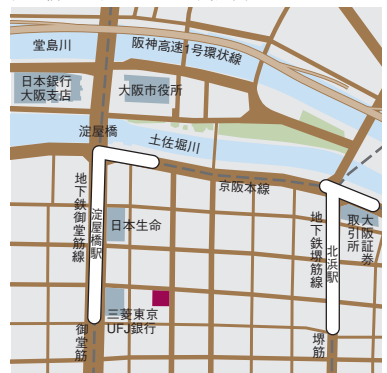 堂島川
阪神高速1号環状線
日本銀行
大阪支店
大阪市役所
淀屋橋
土佐堀川
京阪本線
地下鉄御堂筋線
淀屋橋駅
日本生命
地下鉄堺筋線
北浜駅
大阪証券
取引所
三菱東京
UFJ銀行
御堂筋
堺筋